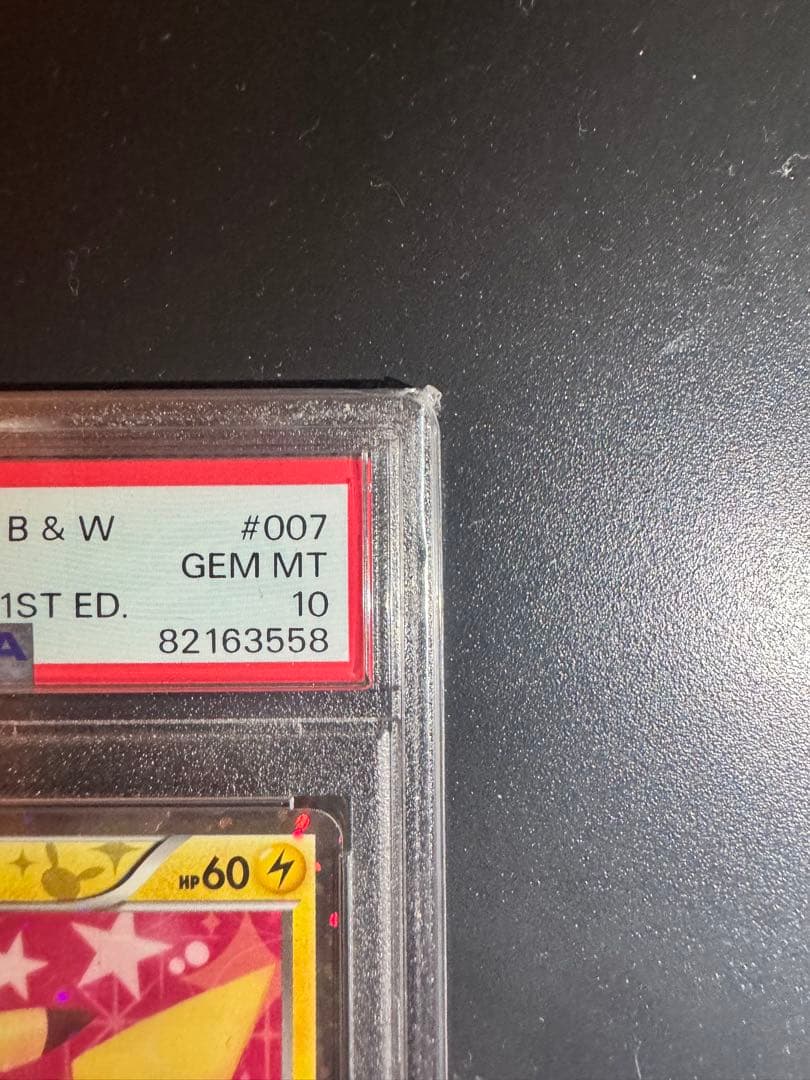 B & W #007
GEM MT
1ST ED. 10
A 82163558
HP60